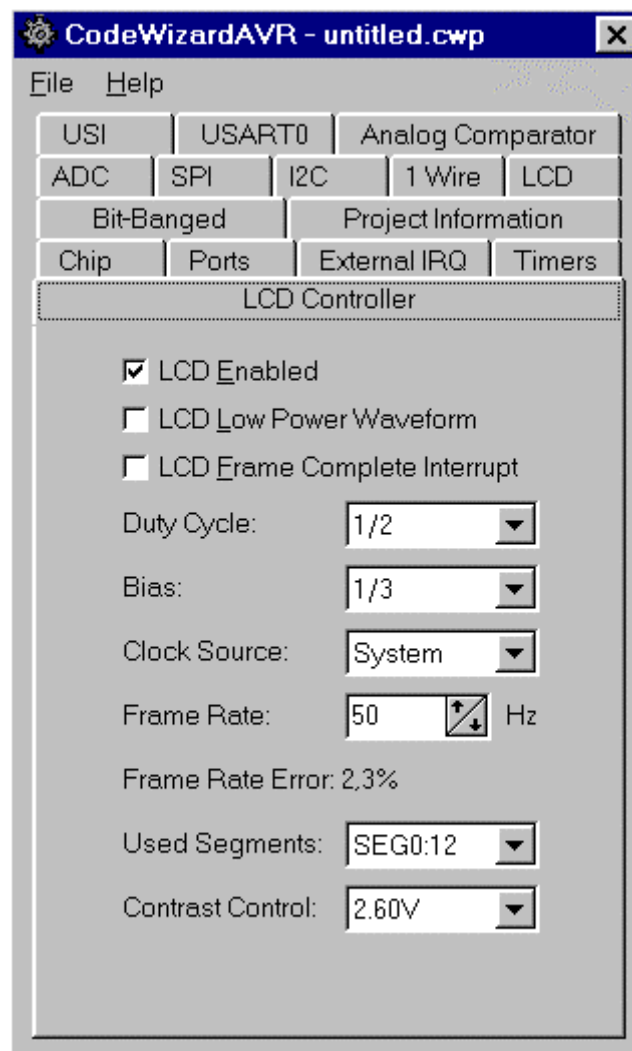 CodeWizardAVR - untitled.cwp
File Help
USI USART0 Analog Comparator
ADC SPI I2C 1 Wire LCD
Bit-Banged Project Information
Chip Ports External IRQ Timers
LCD Controller
LCD Enabled
LCD Low Power Waveform
LCD Frame Complete Interrupt
Duty Cycle: 1/2
Bias: 1/3
Clock Source: System
Frame Rate: 50 Hz
Frame Rate Error: 2,3%
Used Segments: SEG0:12
Contrast Control: 2.60V